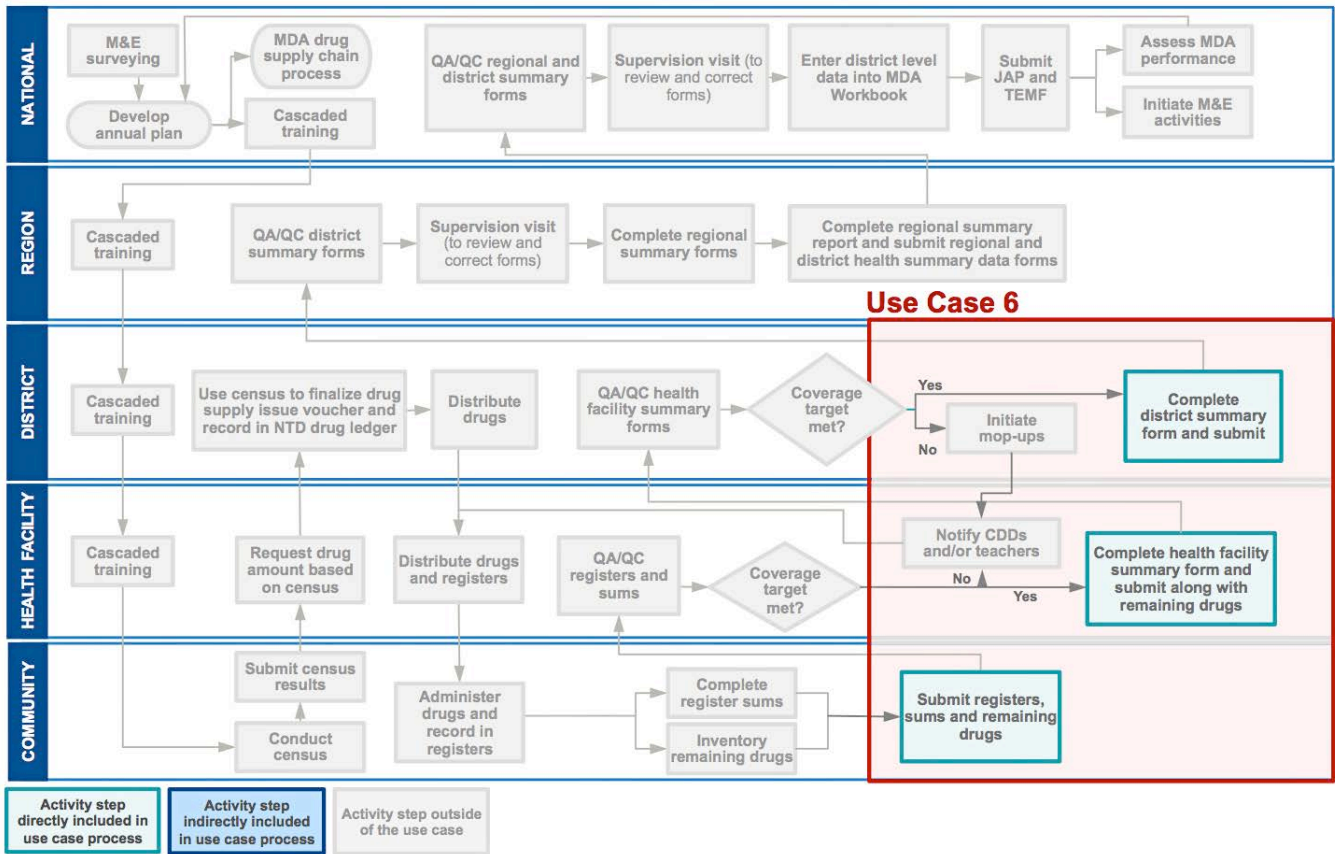 NATIONAL
M&E
surveying
MDA drug
supply chain
process
Develop
annual plan
Cascaded
training
QA/QC regional and
district summary
forms
Supervision visit (to
review and correct
forms)
Enter district level
data into MDA
Workbook
Submit
JAP and
TEMF
Assess MDA
performance
Initiate M&E
activities
REGION
Cascaded
training
QA/QC district
summary forms
Supervision visit
(to review and
correct forms)
Complete regional
summary forms
Complete regional summary
report and submit regional and
district health summary data forms
Use Case 6
DISTRICT
Cascaded
training
Use census to finalize drug
supply issue voucher and
record in NTD drug ledger
Distribute
drugs
QA/QC health
facility summary
forms
Coverage
target
met?
Yes
No
Initiate
mop-ups
Complete
district summary
form and submit
HEALTH FACILITY
Cascaded
training
Request drug
amount based
on census
Distribute drugs
and registers
QA/QC
registers and
sums
Coverage
target
met?
Notify CDDs
and/or teachers
No
Yes
Complete health facility
summary form and
submit along with
remaining drugs
COMMUNITY
Submit census
results
Conduct
census
Administer
drugs and
record in
registers
Complete
register sums
Inventory
remaining drugs
Submit registers,
sums and remaining
drugs
Activity step
directly included in
use case process
Activity step
indirectly included
in use case process
Activity step outside
of the use case